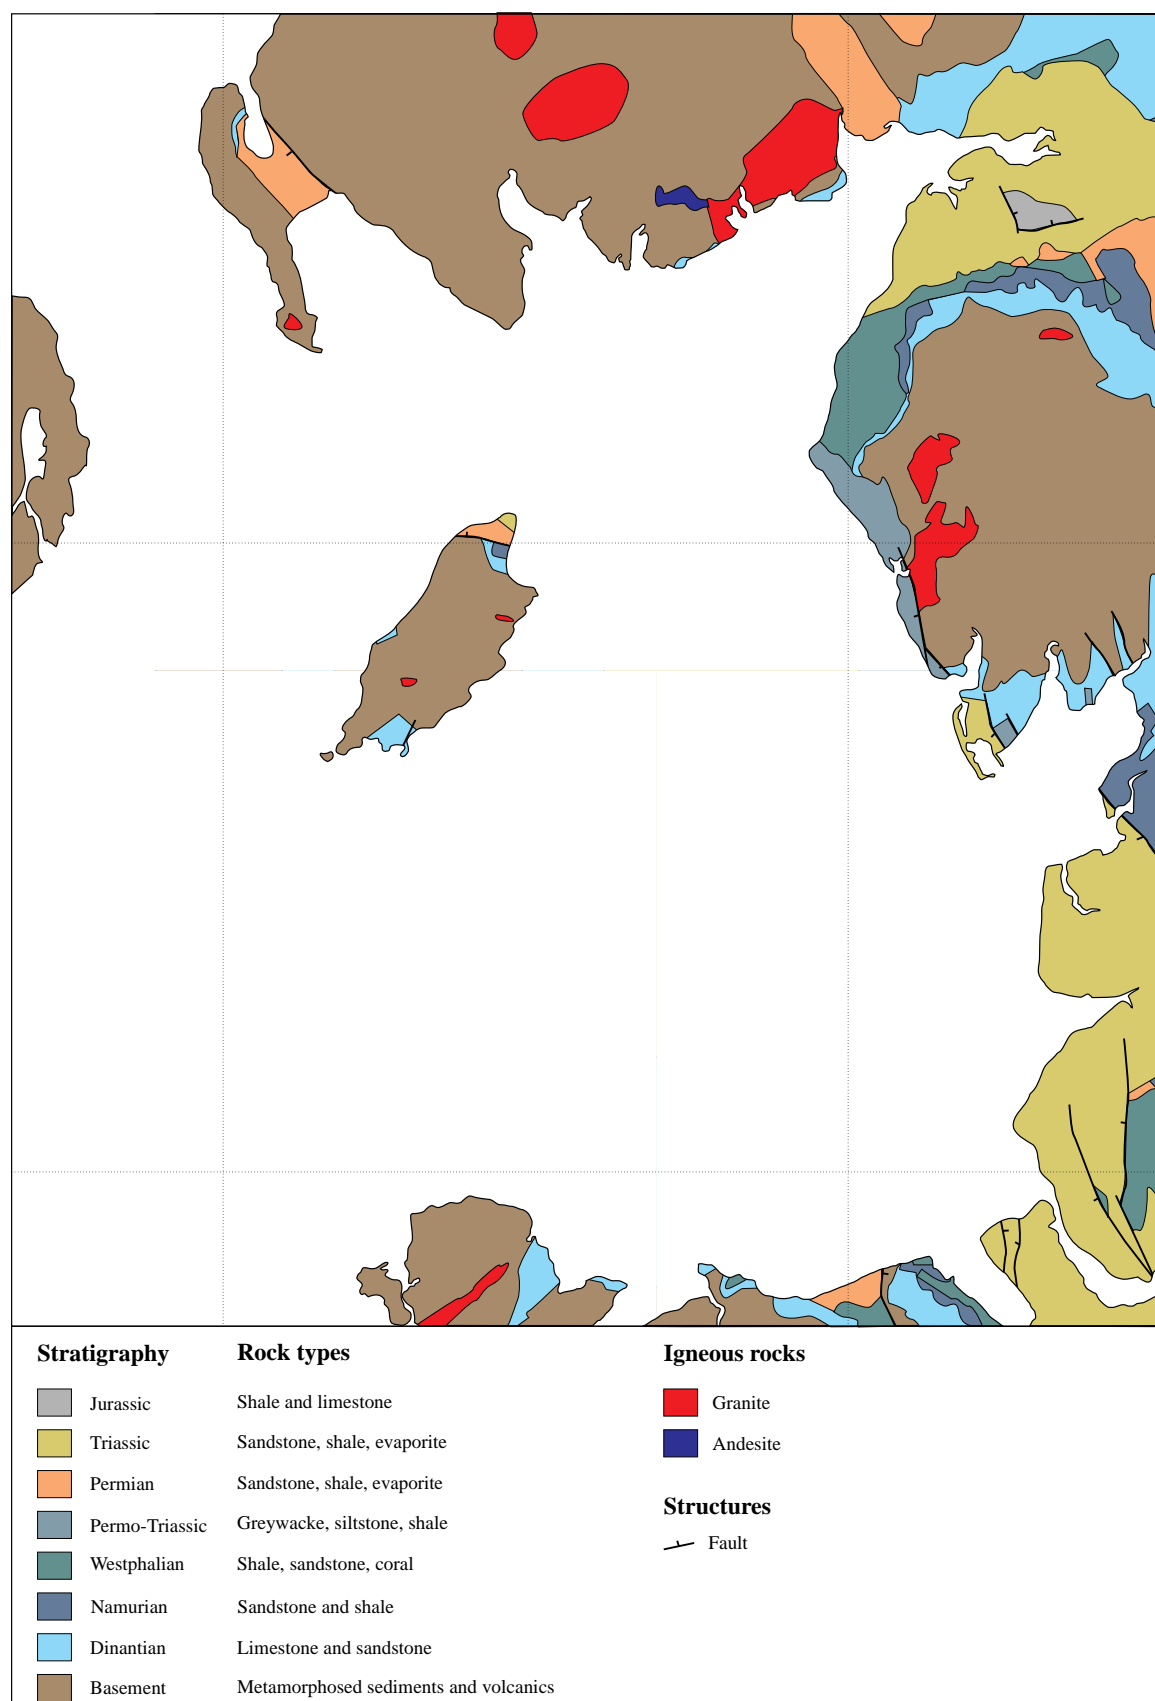 Stratigraphy Rock types Igneous rocks
Jurassic Shale and limestone Granite
Triassic Sandstone, shale, evaporite Andesite
Permian Sandstone, shale, evaporite
Structures
Permo-Triassic Greywacke, siltstone, shale
Fault
Westphalian Shale, sandstone, coral
Namurian Sandstone and shale
Dinantian Limestone and sandstone
Basement Metamorphosed sediments and volcanics